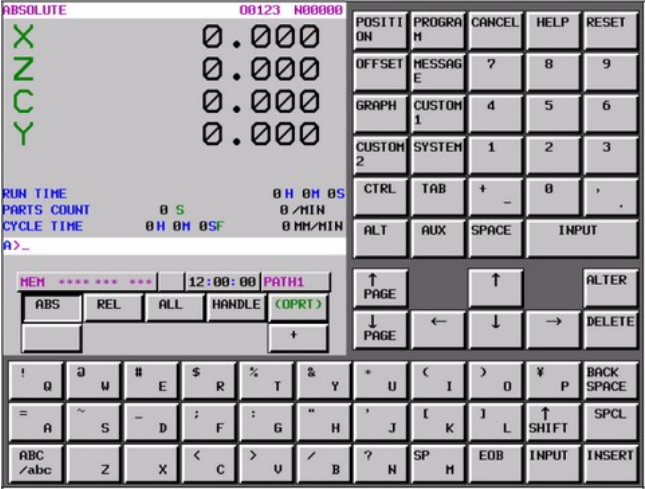 ABSOLUTE O0123 N00000
X 0.000
Z 0.000
C 0.000
Y 0.000
RUN TIME 0H 0M 0S
PARTS COUNT 0 S 0/MIN
CYCLE TIME 0H 0M 0SF 0MM/MIN
A>_
MEM **** *** *** 12:00:00 PATH1
ABS REL ALL HANDLE (OPRT)
+
POSITI
ON
PROGRA
M
CANCEL HELP RESET
OFFSET
MESSAG
E
7 8 9
GRAPH
CUSTOM
1
4 5 6
CUSTOM
2
SYSTEM 1 2 3
CTRL TAB + _ 0 , .
ALT AUX SPACE INPUT
↑
PAGE
↑ ALTER
↓
PAGE
← ↓ → DELETE
! Q @ W # E $ R % T & Y * U ( I ) O ¥ P
BACK
SPACE
= A ~ S _ D ; F : G " H ' J [ K ] L
↑
SHIFT
SPCL
ABC
/abc
Z X < C > V / B ? N SP M EOB INPUT INSERT